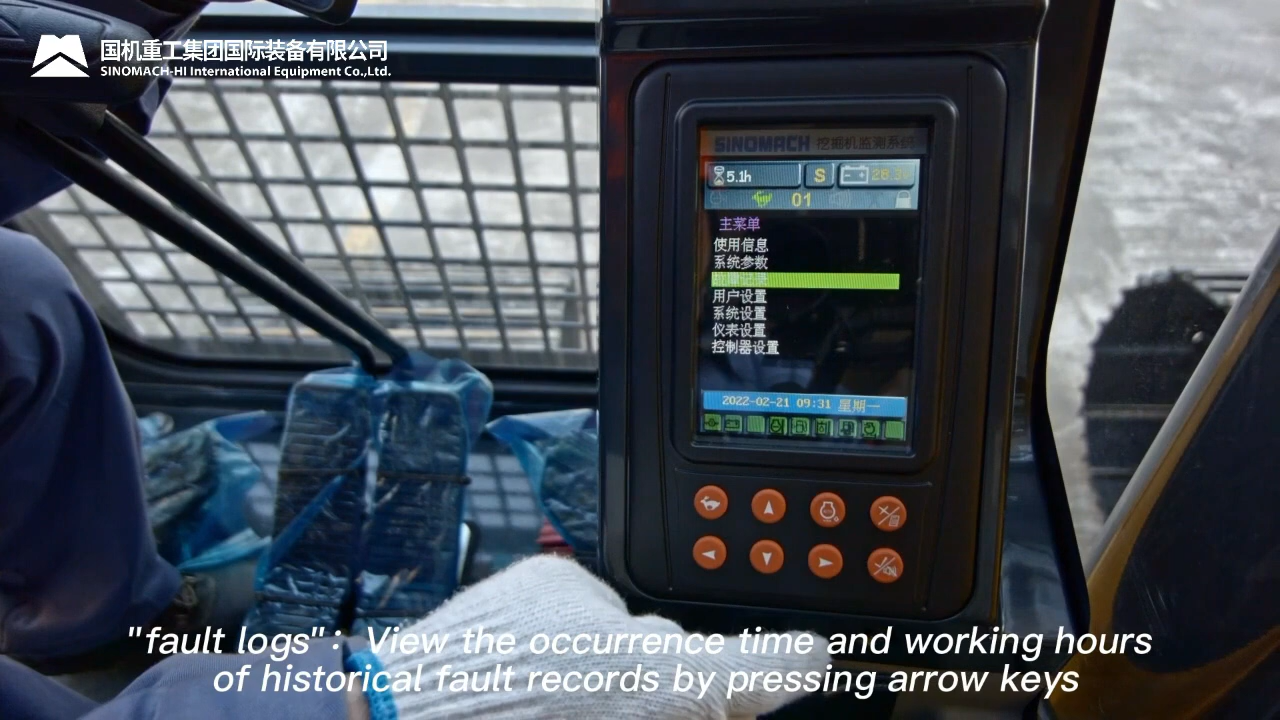 国机重工集团国际装备有限公司
SINOMACH-HI International Equipment Co.,Ltd.
SINOMACH 挖掘机监测系统
5.1h S 28.
01
主菜单
使用信息
系统参数
用户设置
系统设置
仪表设置
控制器设置
2022-02-21 09:31 星期一
"fault logs"： View the occurrence time and working hours
of historical fault records by pressing arrow keys